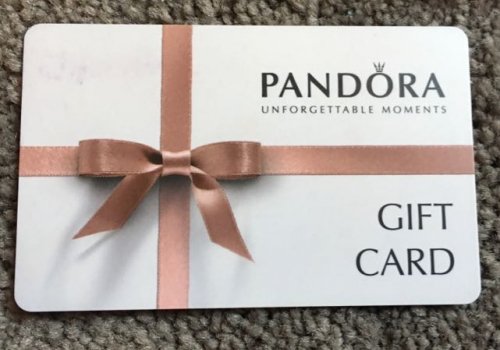 PANDORA
UNFORGETTABLE MOMENTS
GIFT
CARD